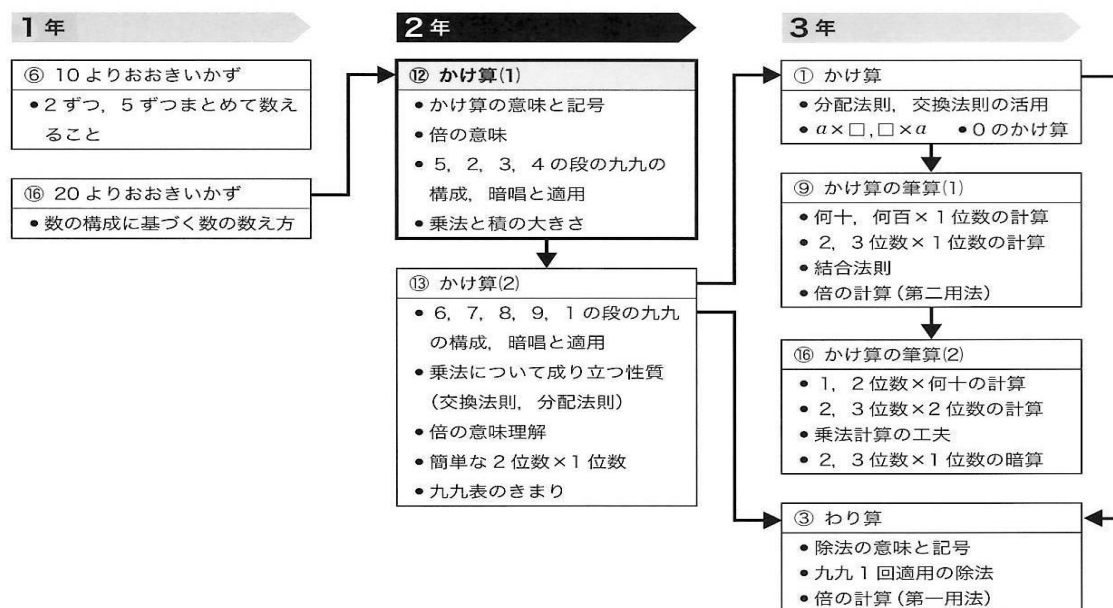 1 年
⑥ 10 よりおおきいかず
• 2 ずつ，5 ずつまとめて数え
ること
⑯ 20 よりおおきいかず
• 数の構成に基づく数の数え方
2 年
⑫ かけ算(1)
• かけ算の意味と記号
• 倍の意味
• 5，2，3，4 の段の九九の
構成，暗唱と適用
• 乗法と積の大きさ
⑬ かけ算(2)
• 6，7，8，9，1 の段の九九
の構成，暗唱と適用
• 乗法について成り立つ性質
（交換法則，分配法則）
• 倍の意味理解
• 簡単な 2 位数×1 位数
• 九九表のきまり
3 年
① かけ算
• 分配法則，交換法則の活用
• a×□，□×a • 0 のかけ算
⑨ かけ算の筆算(1)
• 何十，何百×1 位数の計算
• 2，3 位数×1 位数の計算
• 結合法則
• 倍の計算（第二用法）
⑯ かけ算の筆算(2)
• 1，2 位数×何十の計算
• 2，3 位数×2 位数の計算
• 乗法計算の工夫
• 2，3 位数×1 位数の暗算
③ わり算
• 除法の意味と記号
• 九九 1 回適用の除法
• 倍の計算（第一用法）